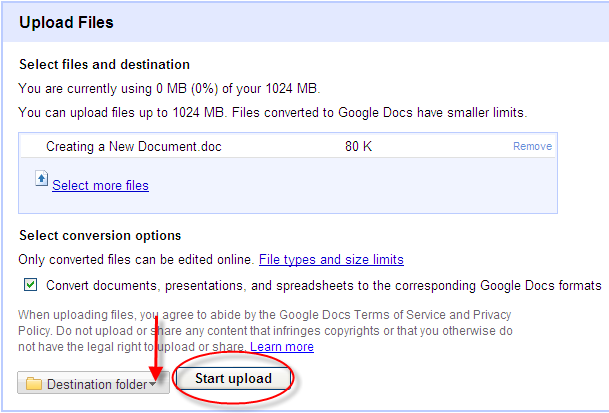 Upload Files
Select files and destination
You are currently using 0 MB (0%) of your 1024 MB.
You can upload files up to 1024 MB. Files converted to Google Docs have smaller limits.
Creating a New Document.doc 80 K Remove
Select more files
Select conversion options
Only converted files can be edited online. File types and size limits
Convert documents, presentations, and spreadsheets to the corresponding Google Docs formats
When uploading files, you agree to abide by the Google Docs Terms of Service and Privacy
Policy. Do not upload or share any content that infringes copyrights or that you otherwise do
not have the legal right to upload or share. Learn more
Destination folder Start upload